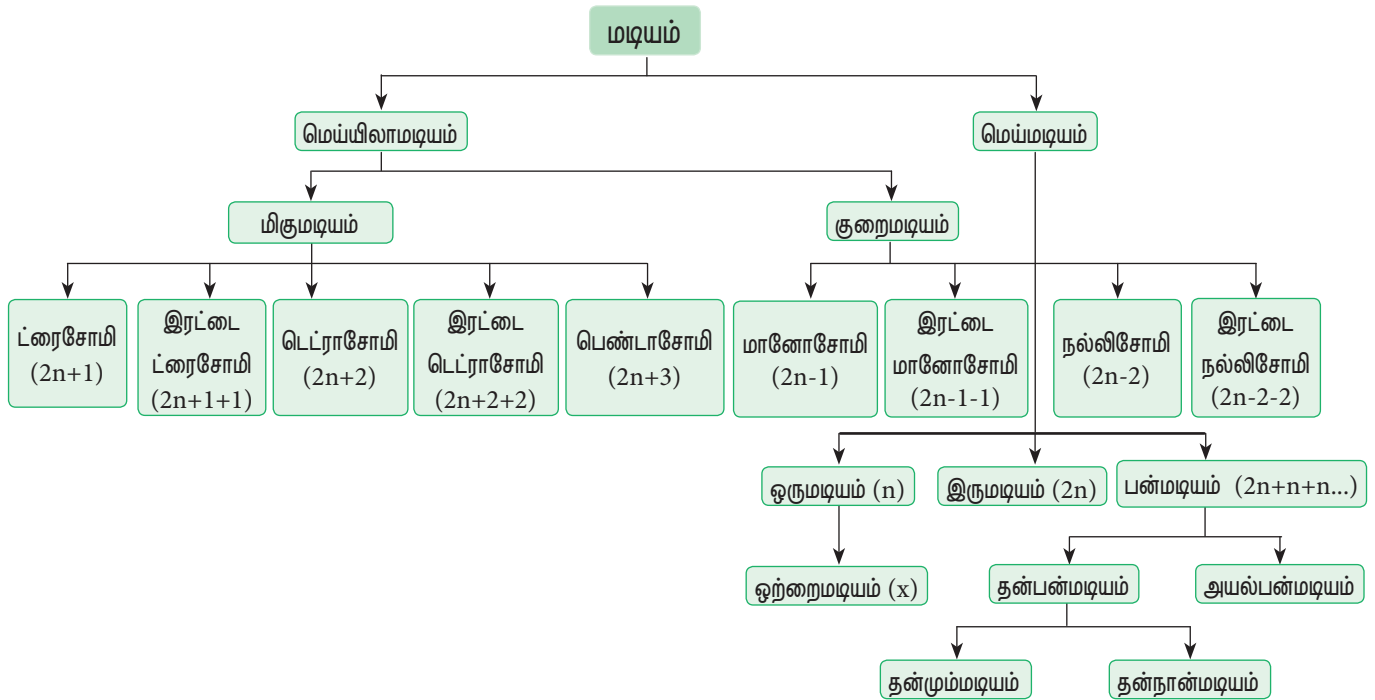 மடியம்
மெய்யிலாமடியம்
மெய்மடியம்
மிகுமடியம்
குறைமடியம்
ட்ரைசோமி
(2n+1)
இரட்டை
ட்ரைசோமி
(2n+1+1)
டெட்ராசோமி
(2n+2)
இரட்டை
டெட்ராசோமி
(2n+2+2)
பெண்டாசோமி
(2n+3)
மானோசோமி
(2n-1)
இரட்டை
மானோசோமி
(2n-1-1)
நல்லிசோமி
(2n-2)
இரட்டை
நல்லிசோமி
(2n-2-2)
ஒருமடியம் (n)
இருமடியம் (2n)
பன்மடியம் (2n+n+n...)
ஒற்றைமடியம் (x)
தன்பன்மடியம்
அயல்பன்மடியம்
தன்மும்மடியம்
தன்நான்மடியம்